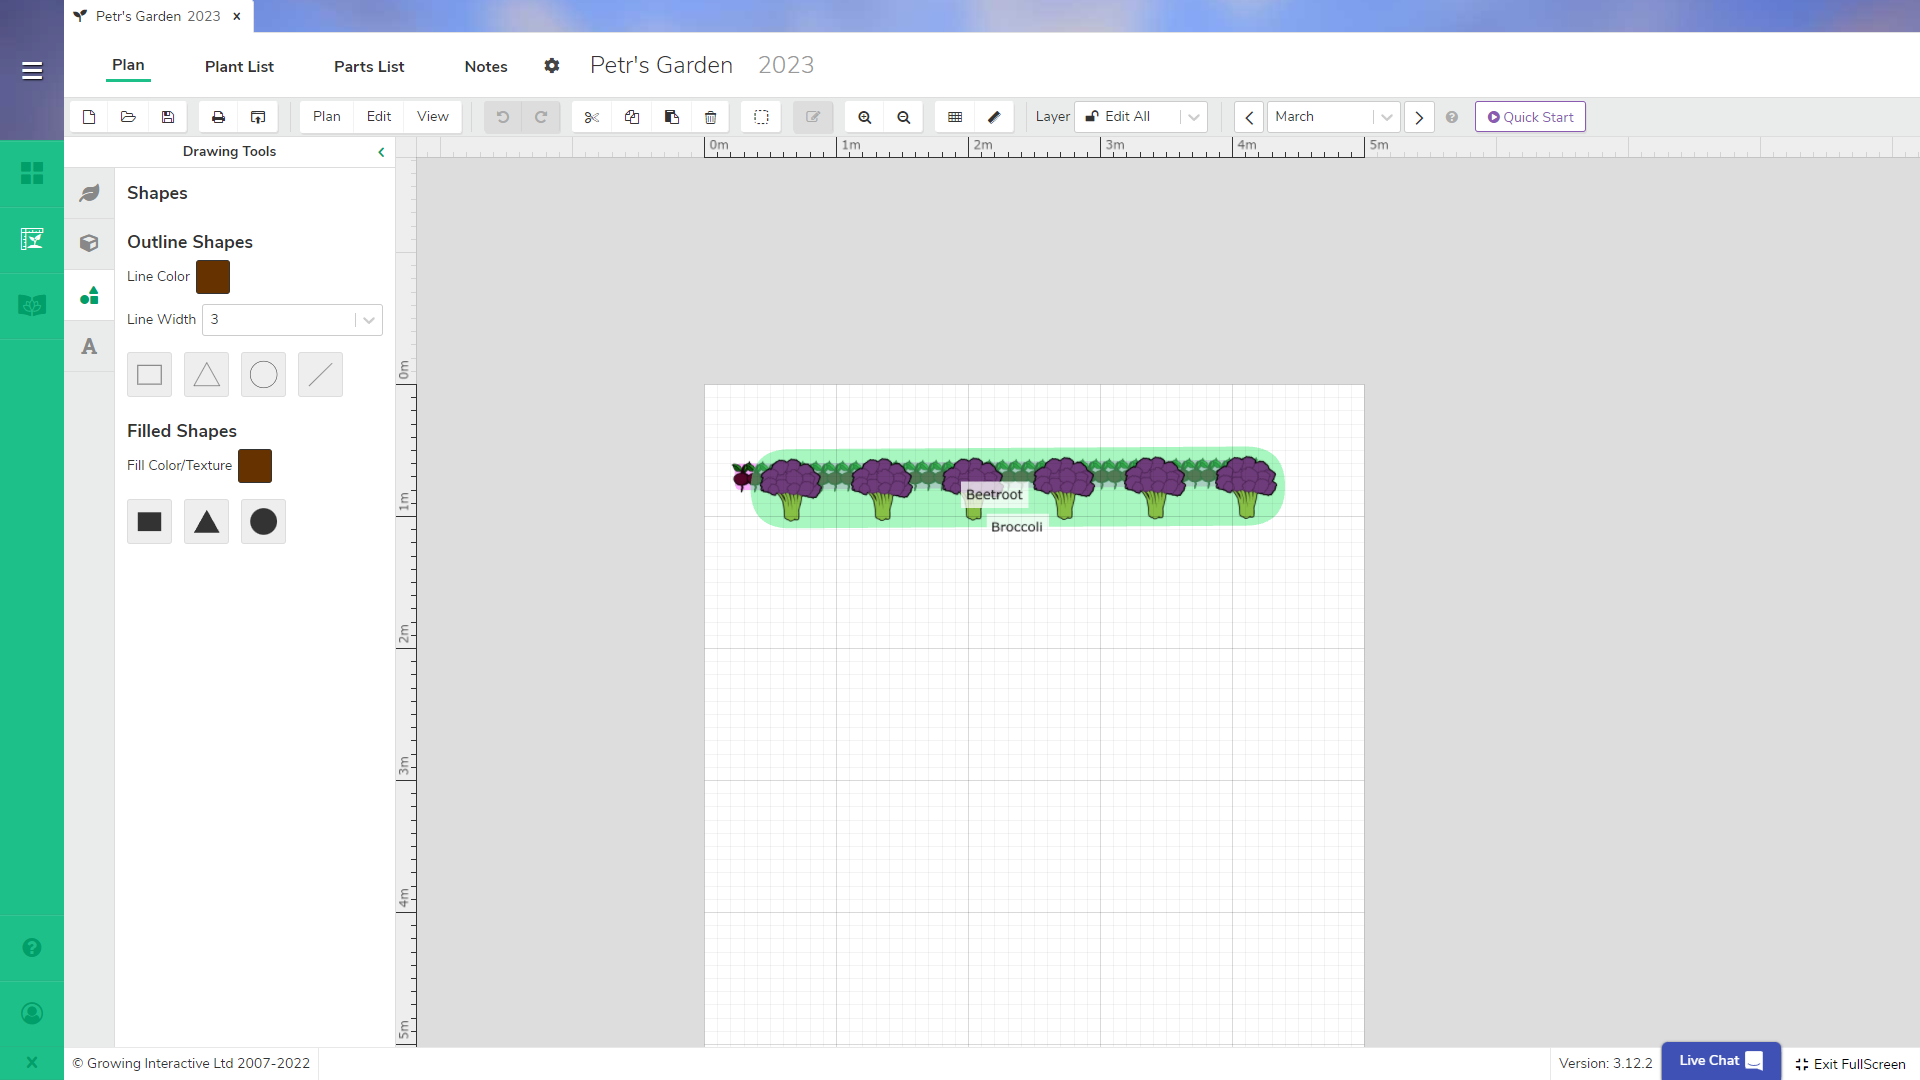 Petr's Garden 2023
Plan
Plant List
Parts List
Notes
Petr's Garden 2023
Plan
Edit
View
Layer
Edit All
March
Quick Start
Drawing Tools
0m
1m
2m
3m
4m
5m
Shapes
Outline Shapes
Line Color
Line Width
3
Filled Shapes
Fill Color/Texture
0m
1m
2m
3m
4m
5m
Beetroot
Broccoli
© Growing Interactive Ltd 2007-2022
Version: 3.12.2
Live Chat
Exit FullScreen